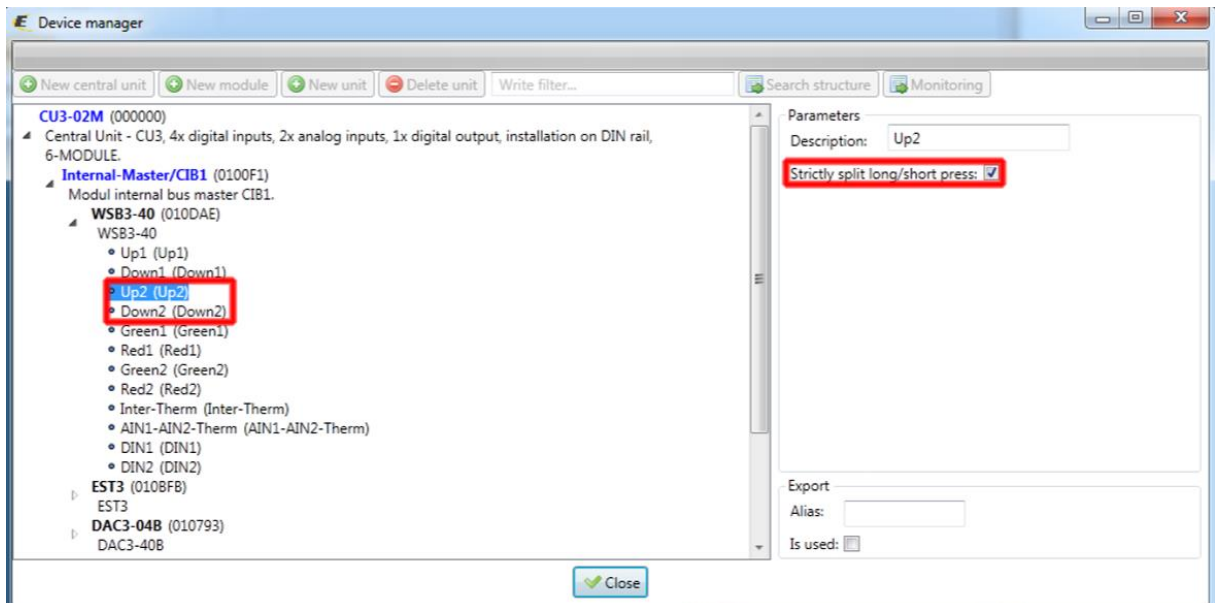 Device manager
New central unit New module New unit Delete unit Write filter... Search structure Monitoring
CU3-02M (000000)
Central Unit - CU3, 4x digital inputs, 2x analog inputs, 1x digital output, installation on DIN rail,
6-MODULE.
Internal-Master/CIB1 (0100F1)
Modul internal bus master CIB1.
WSB3-40 (010DAE)
WSB3-40
Up1 (Up1)
Down1 (Down1)
Up2 (Up2)
Down2 (Down2)
Green1 (Green1)
Red1 (Red1)
Green2 (Green2)
Red2 (Red2)
Inter-Therm (Inter-Therm)
AIN1-AIN2-Therm (AIN1-AIN2-Therm)
DIN1 (DIN1)
DIN2 (DIN2)
EST3 (010BFB)
EST3
DAC3-04B (010793)
DAC3-40B
Parameters
Description: Up2
Strictly split long/short press:
Export
Alias:
Is used:
Close